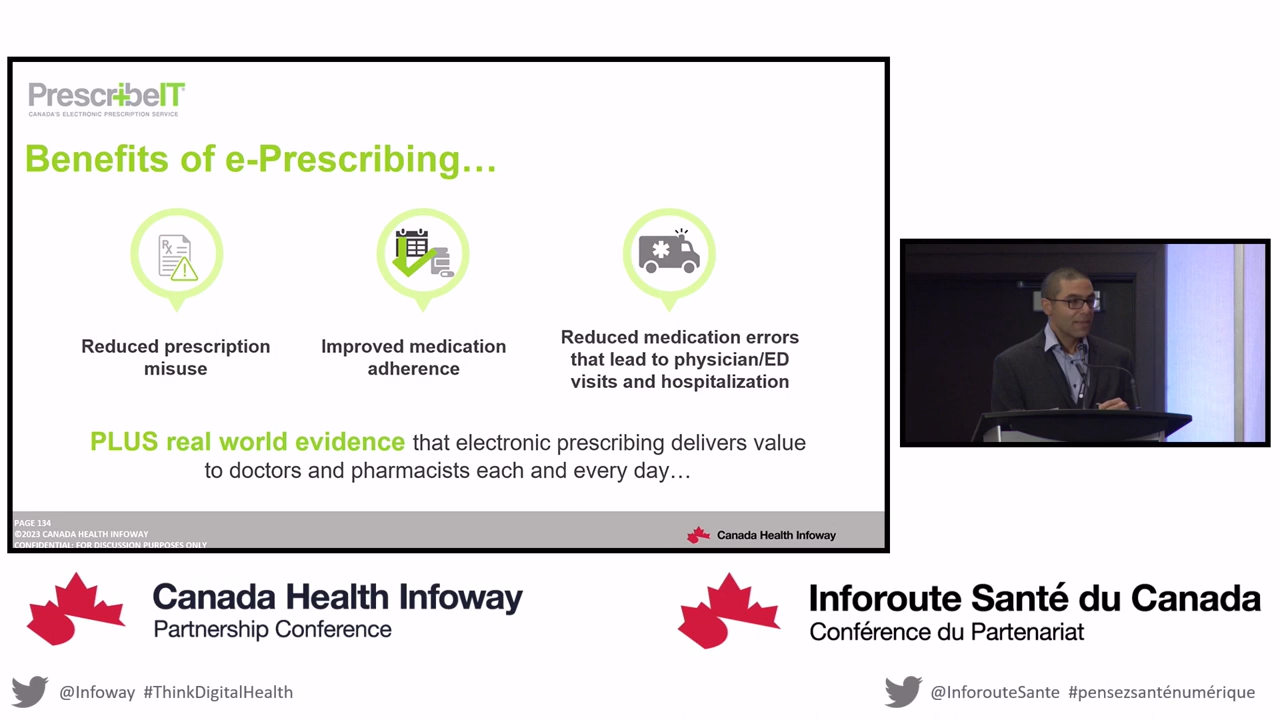 PrescribeIT
CANADA'S ELECTRONIC PRESCRIPTION SERVICE
Benefits of e-Prescribing…
Rx
Reduced prescription
misuse
Improved medication
adherence
Reduced medication errors
that lead to physician/ED
visits and hospitalization
PLUS real world evidence that electronic prescribing delivers value
to doctors and pharmacists each and every day…
PAGE 134
©2023 CANADA HEALTH INFOWAY
CONFIDENTIAL: FOR DISCUSSION PURPOSES ONLY
Canada Health Infoway
Canada Health Infoway
Partnership Conference
Inforoute Santé du Canada
Conférence du Partenariat
@Infoway #ThinkDigitalHealth
@InforouteSante #pensezsanténumérique